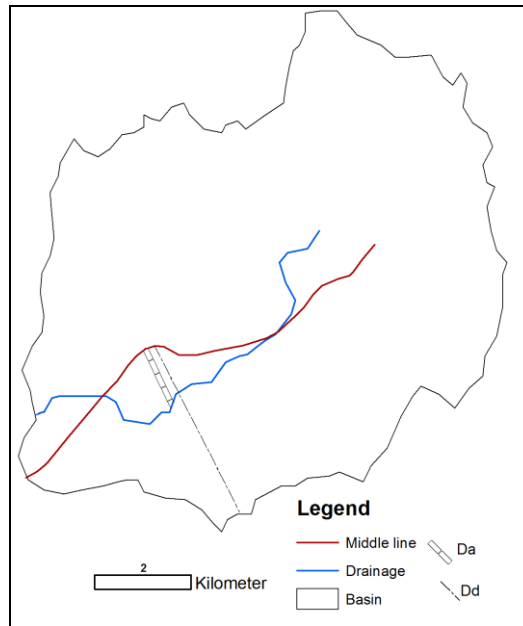 Legend
Middle line
Da
Drainage
2
Kilometer
Basin
Dd